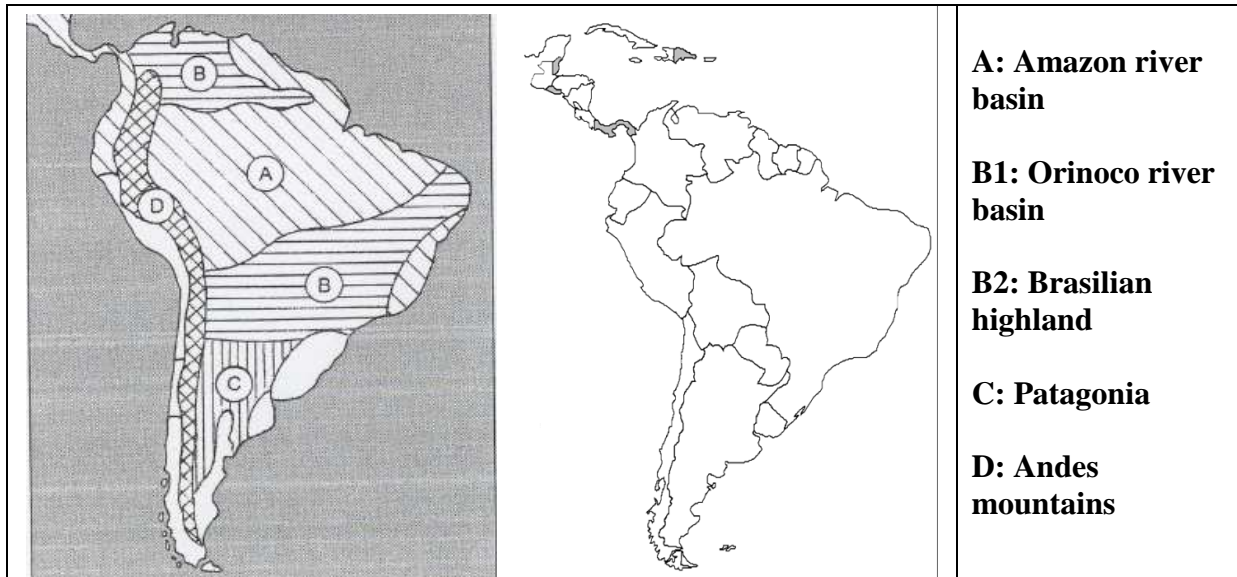 B
A
D
B
C
A: Amazon river
basin
B1: Orinoco river
basin
B2: Brasilian
highland
C: Patagonia
D: Andes
mountains